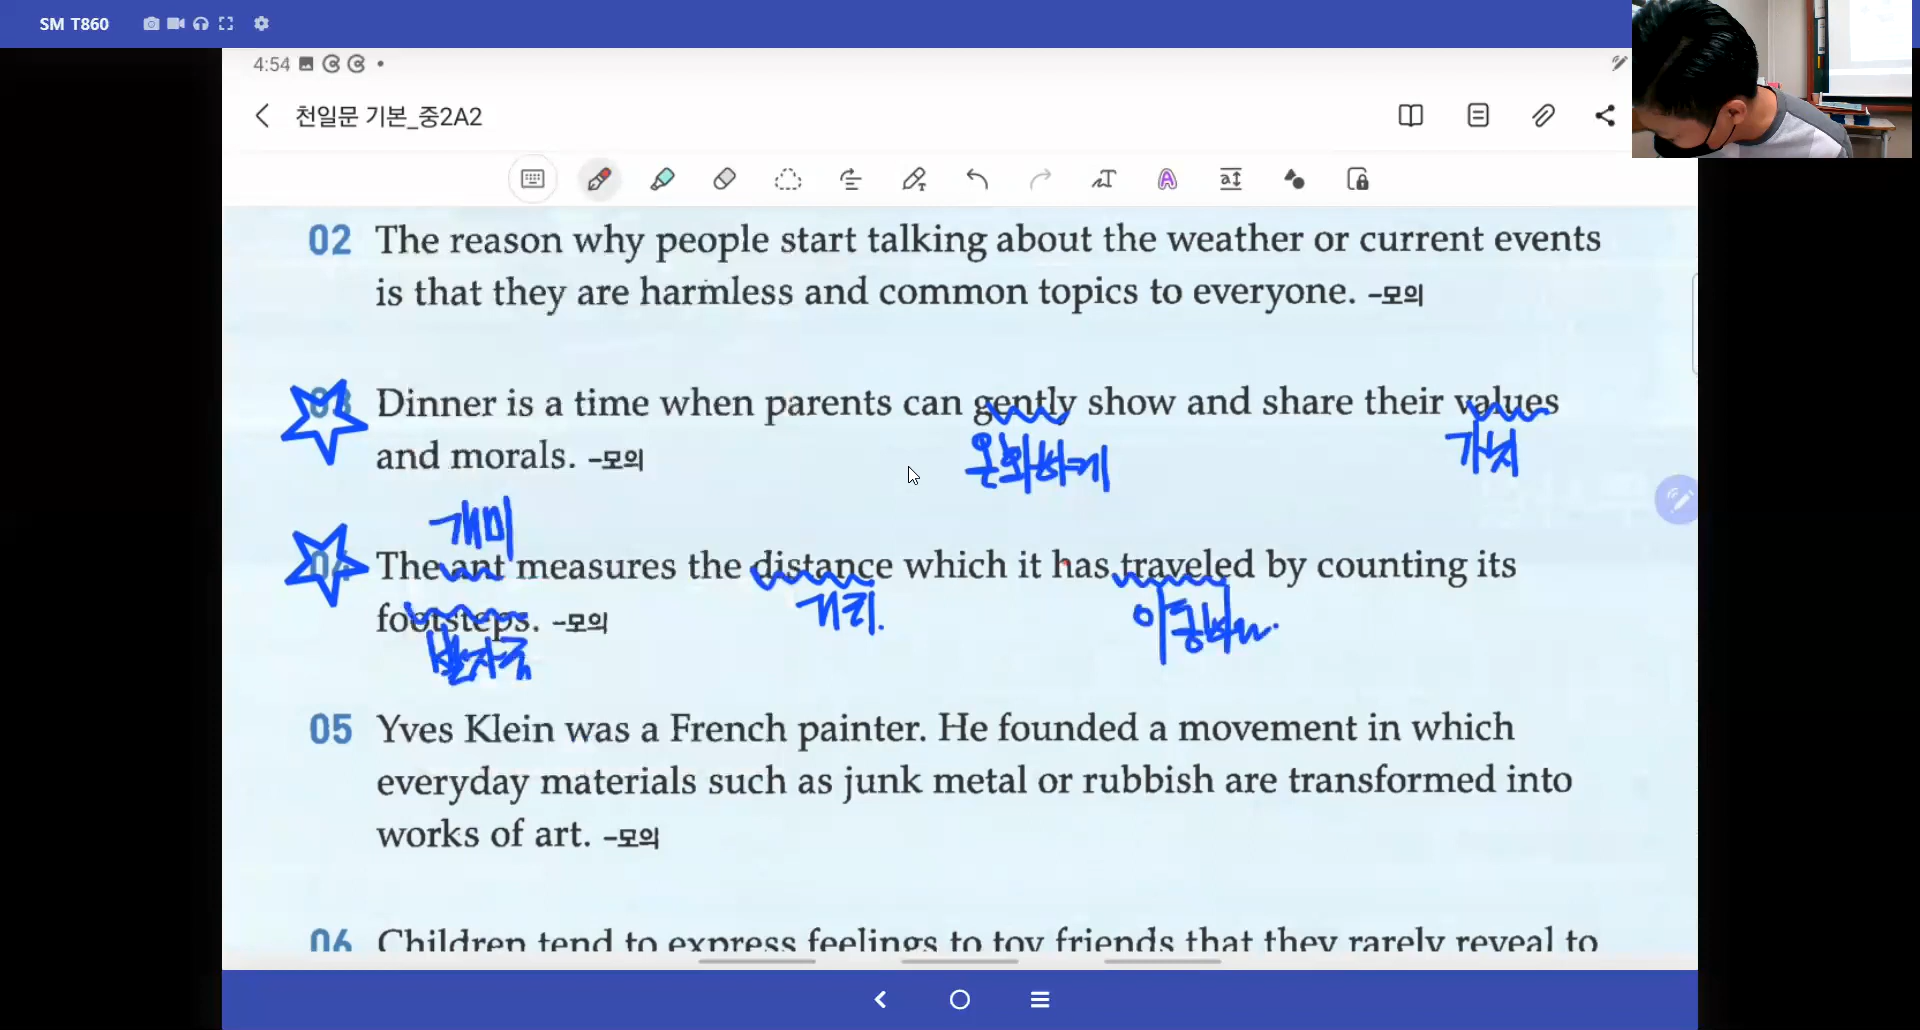 SM T860
4:54
천일문 기본_중2A2
02 The reason why people start talking about the weather or current events
is that they are harmless and common topics to everyone. -모의
03 Dinner is a time when parents can gently show and share their values
온화하게
가치
and morals. -모의
개미
04 The ant measures the distance which it has traveled by counting its
거리.
이동하는.
footsteps. -모의
발자국
05 Yves Klein was a French painter. He founded a movement in which
everyday materials such as junk metal or rubbish are transformed into
works of art. -모의
06 Children tend to express feelings to toy friends that they rarely reveal to